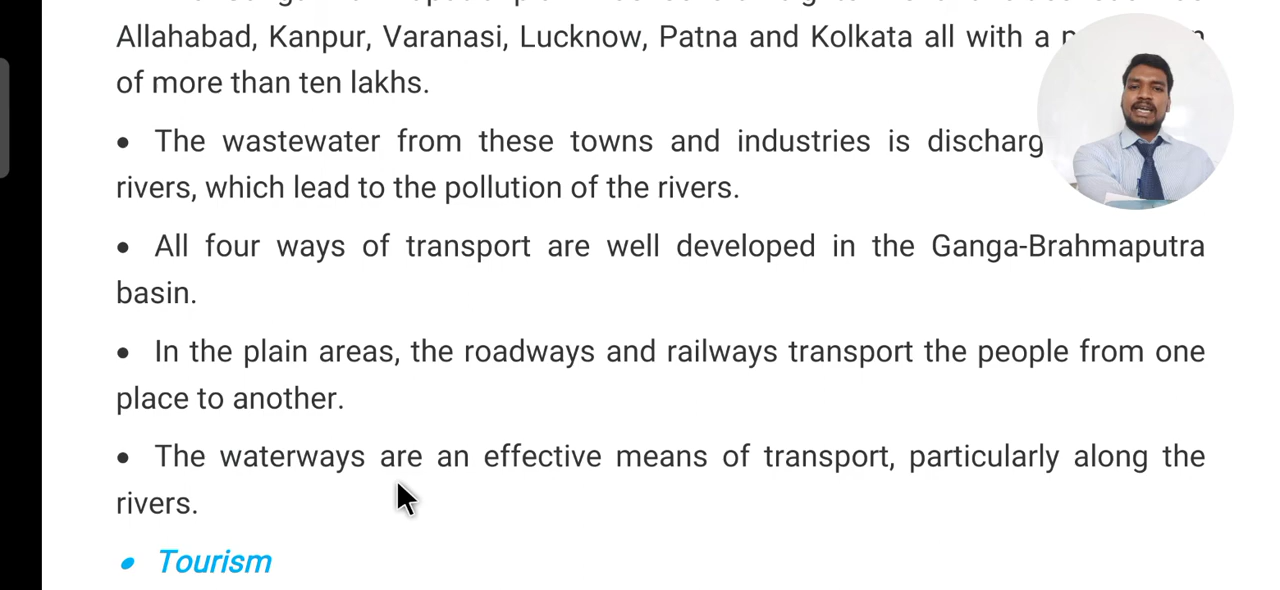 Allahabad, Kanpur, Varanasi, Lucknow, Patna and Kolkata all with a
of more than ten lakhs.
• The wastewater from these towns and industries is discharg
rivers, which lead to the pollution of the rivers.
• All four ways of transport are well developed in the Ganga-Brahmaputra
basin.
• In the plain areas, the roadways and railways transport the people from one
place to another.
• The waterways are an effective means of transport, particularly along the
rivers.
• Tourism